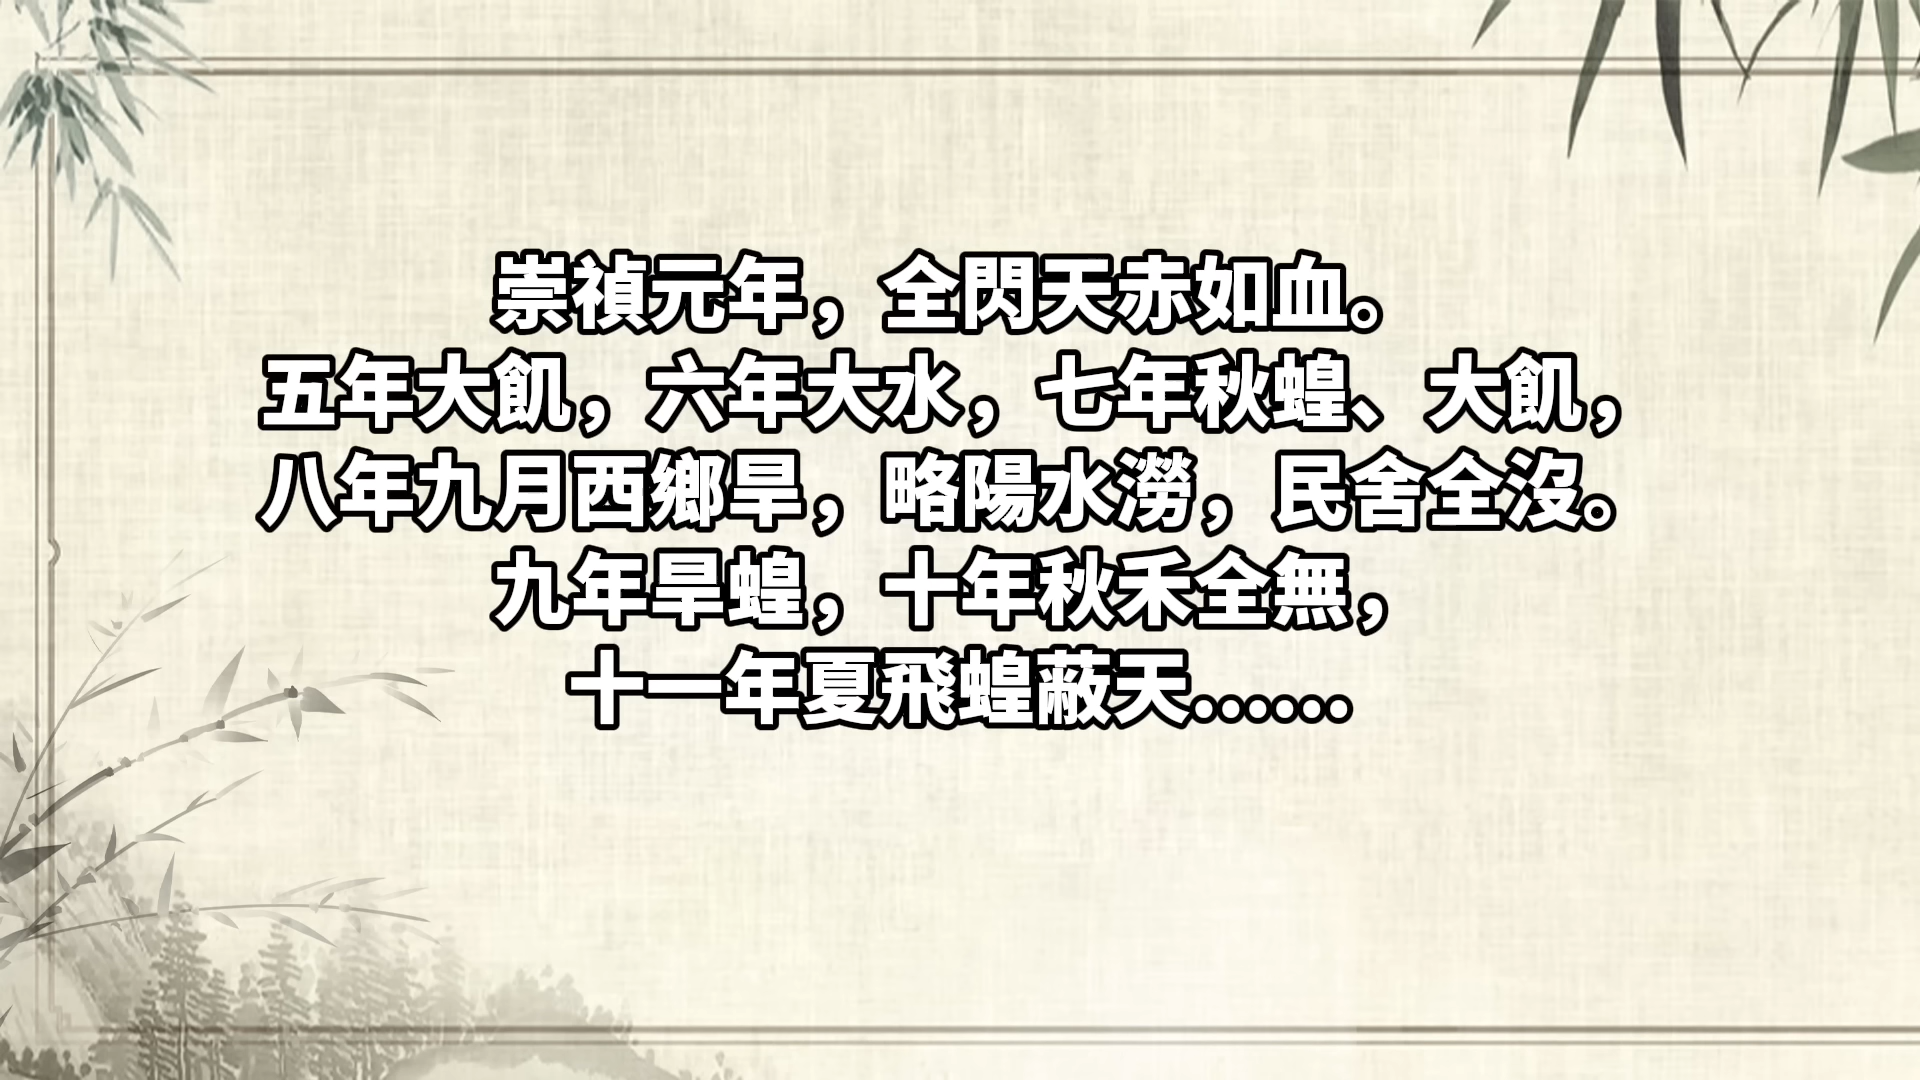 崇禎元年，全閃天赤如血。
五年大飢，六年大水，七年秋蝗、大飢，
八年九月西鄉旱，略陽水澇，民舍全沒。
九年旱蝗，十年秋禾全無，
十一年夏飛蝗蔽天……